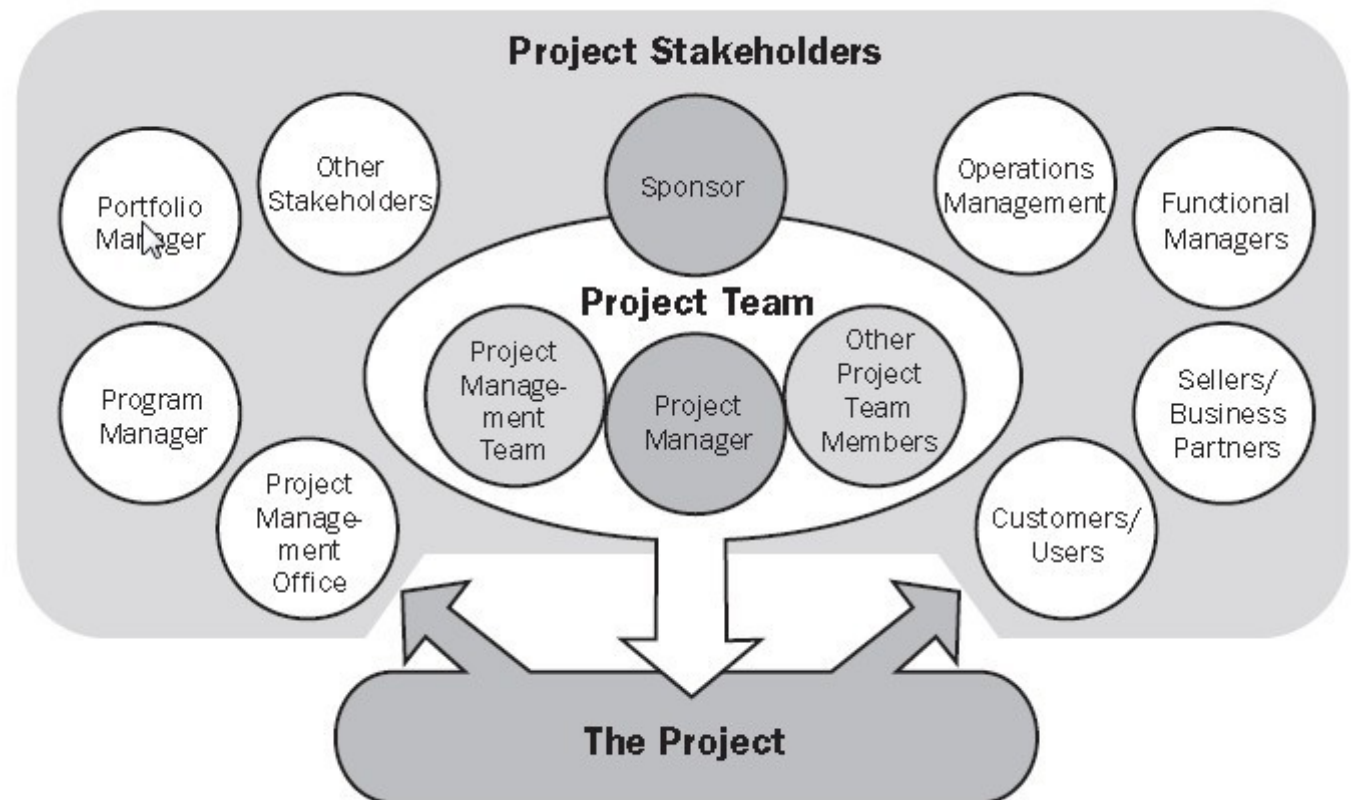 Project Stakeholders
Portfolio
Manager
Other
Stakeholders
Sponsor
Operations
Management
Functional
Managers
Project Team
Program
Manager
Project
Manage-
ment
Team
Project
Manager
Other
Project
Team
Members
Sellers/
Business
Partners
Project
Manage-
ment
Office
Customers/
Users
The Project